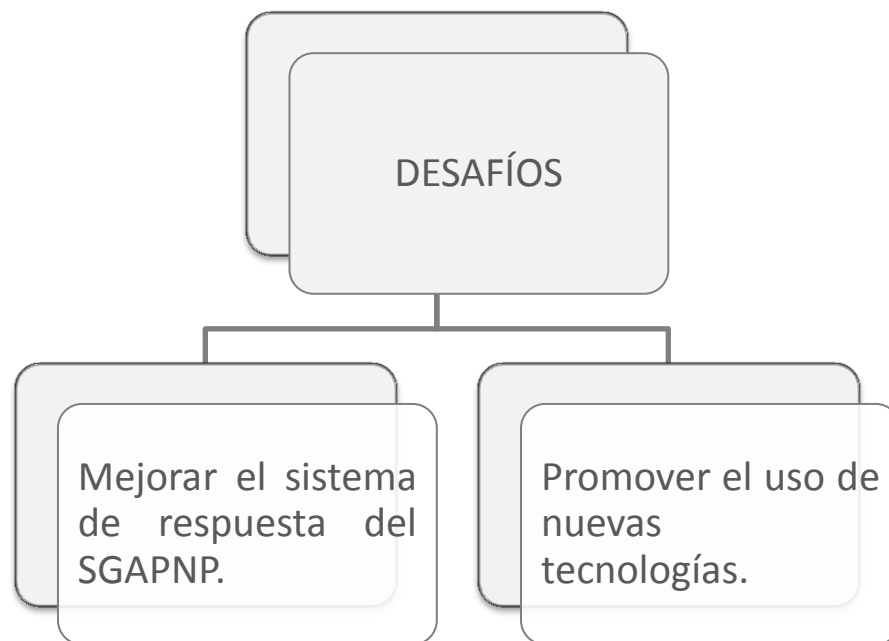 DESAFÍOS
Mejorar el sistema
de respuesta del
SGAPNP.
Promover el uso de
nuevas
tecnologías.